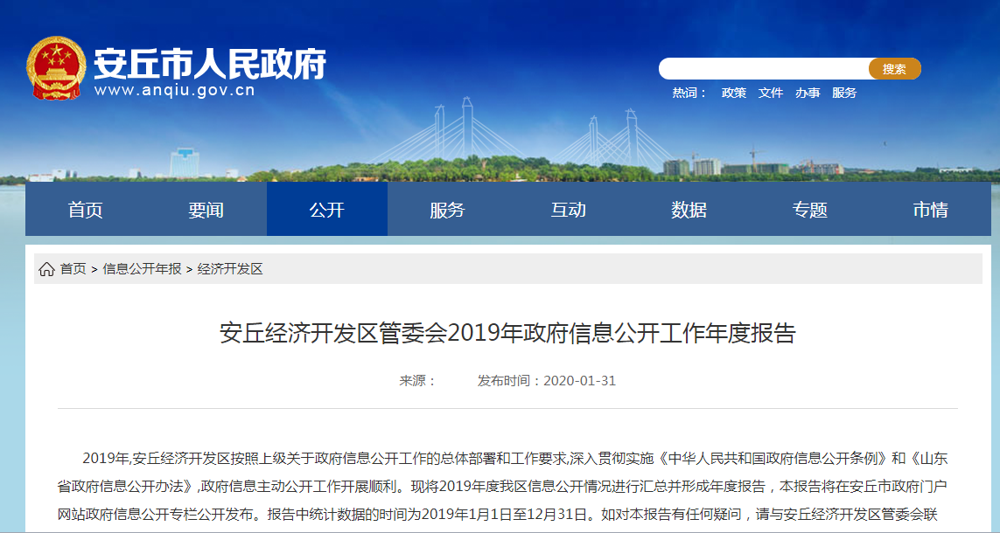 安丘市人民政府
www.anqiu.gov.cn
搜索
热词： 政策 文件 办事 服务
首页 要闻 公开 服务 互动 数据 专题 市情
首页 > 信息公开年报 > 经济开发区
安丘经济开发区管委会2019年政府信息公开工作年度报告
来源： 发布时间：2020-01-31
2019年,安丘经济开发区按照上级关于政府信息公开工作的总体部署和工作要求,深入贯彻实施《中华人民共和国政府信息公开条例》和《山东
省政府信息公开办法》,政府信息主动公开工作开展顺利。现将2019年度我区信息公开情况进行汇总并形成年度报告，本报告将在安丘市政府门户
网站政府信息公开专栏公开发布。报告中统计数据的时间为2019年1月1日至12月31日。如对本报告有任何疑问，请与安丘经济开发区管委会联